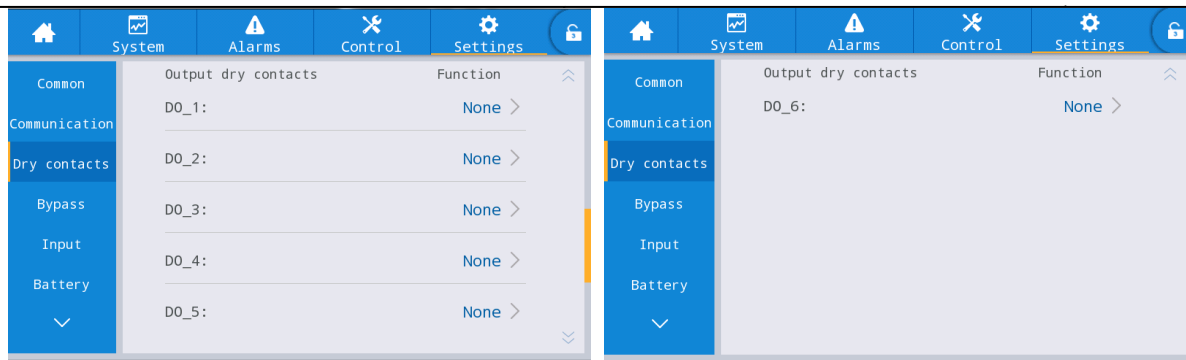 System Alarms Control Settings
Common
Communication
Dry contacts
Bypass
Input
Battery
Output dry contacts Function
DO_1: None
DO_2: None
DO_3: None
DO_4: None
DO_5: None
System Alarms Control Settings
Common
Communication
Dry contacts
Bypass
Input
Battery
Output dry contacts Function
DO_6: None